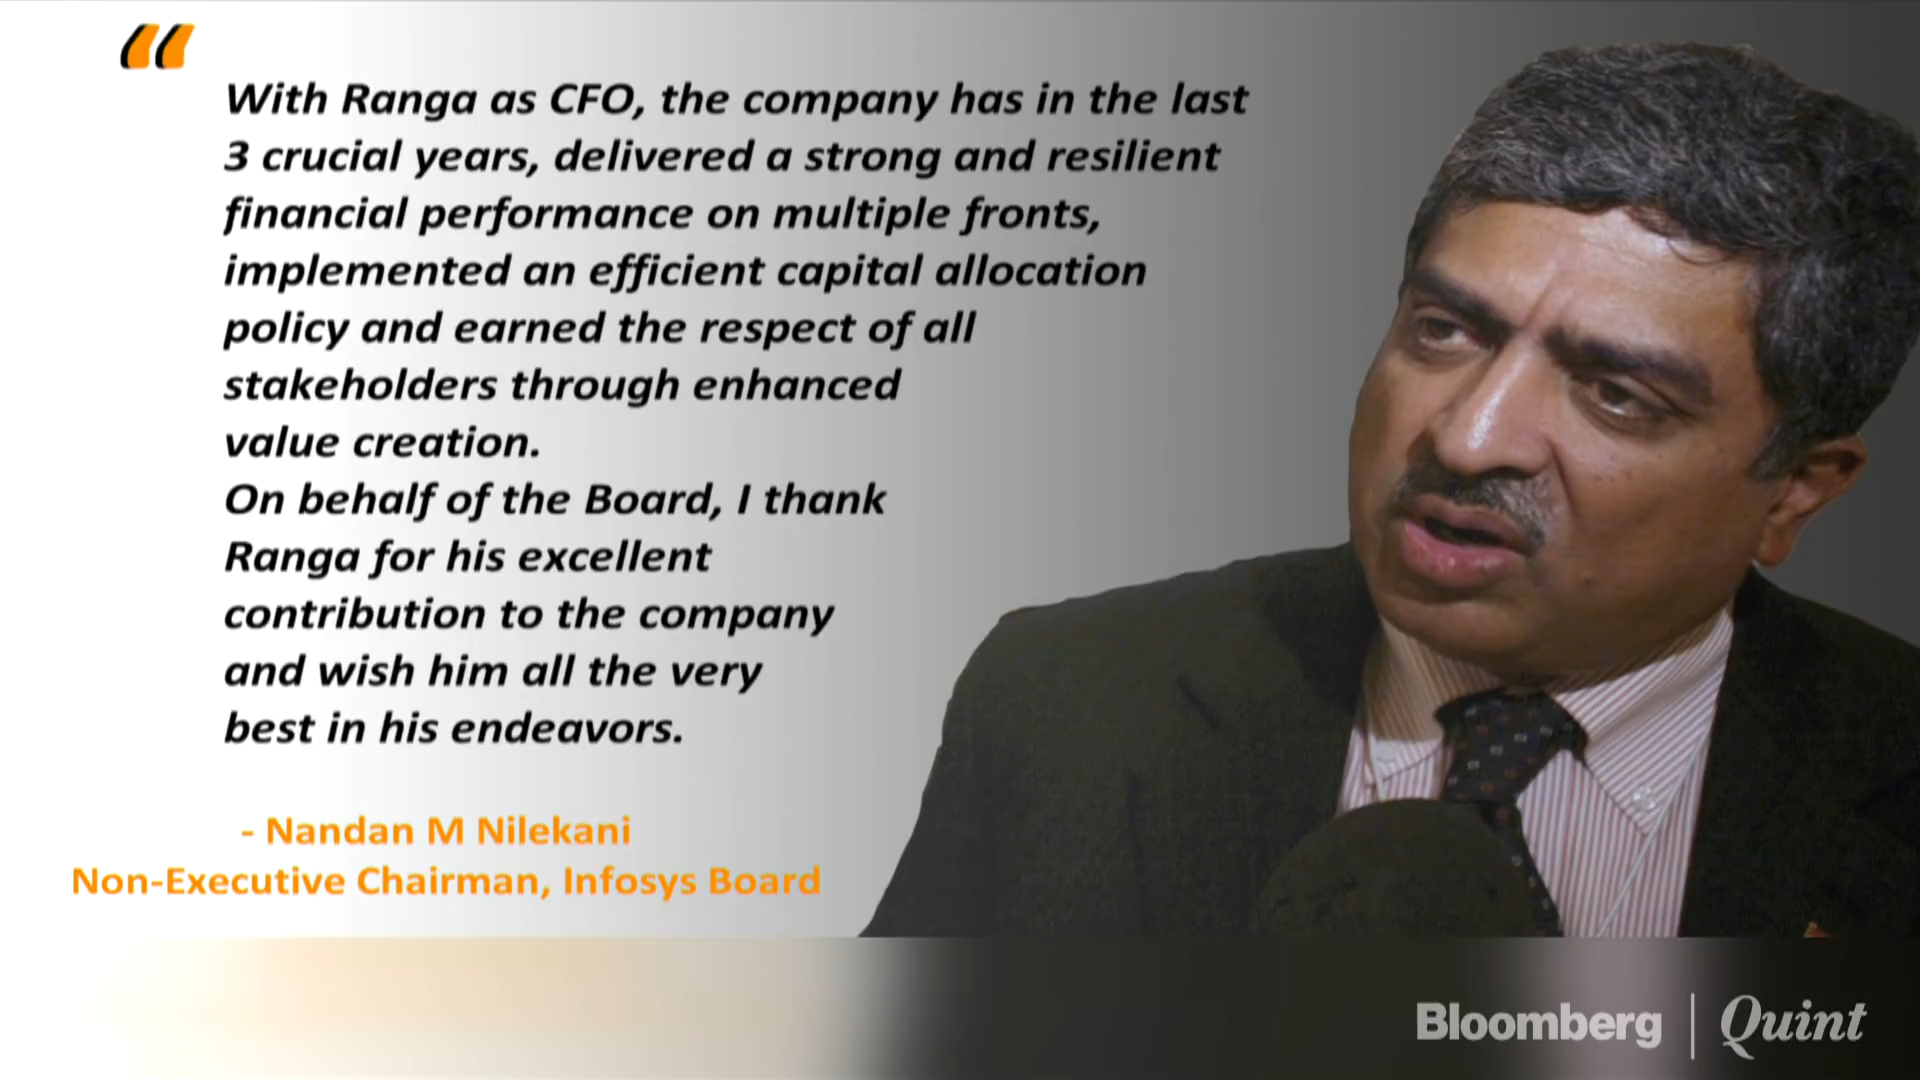 “
With Ranga as CFO, the company has in the last
3 crucial years, delivered a strong and resilient
financial performance on multiple fronts,
implemented an efficient capital allocation
policy and earned the respect of all
stakeholders through enhanced
value creation.
On behalf of the Board, I thank
Ranga for his excellent
contribution to the company
and wish him all the very
best in his endeavors.
- Nandan M Nilekani
Non-Executive Chairman, Infosys Board
Bloomberg | Quint